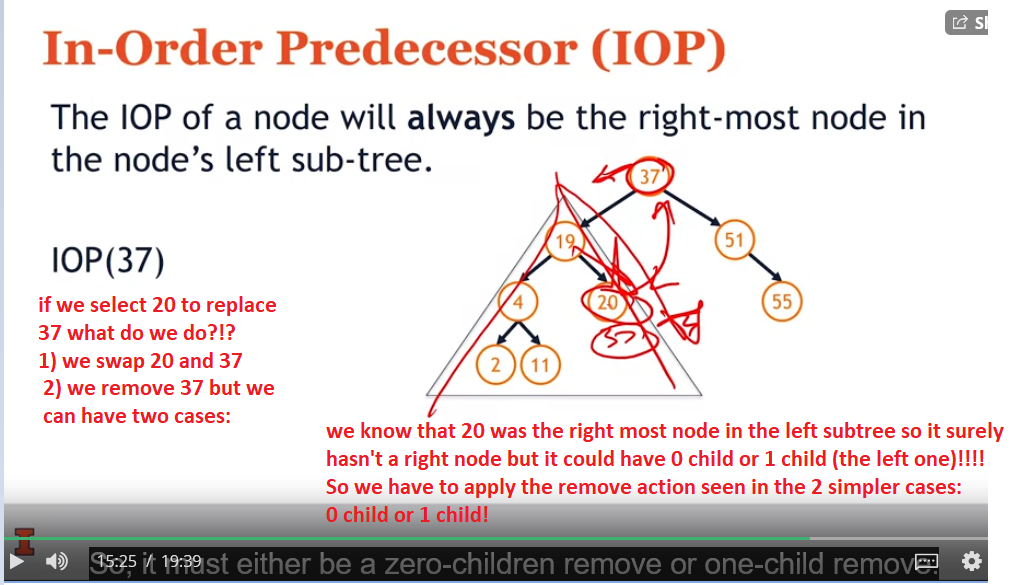 SI
In-Order Predecessor (IOP)
The IOP of a node will always be the right-most node in
the node's left sub-tree.
37
19
51
IOP(37)
4
20
55
if we select 20 to replace
37 what do we do?!?
1) we swap 20 and 37
2) we remove 37 but we
can have two cases:
37
2
11
we know that 20 was the right most node in the left subtree so it surely
hasn't a right node but it could have 0 child or 1 child (the left one)!!!!
So we have to apply the remove action seen in the 2 simpler cases:
0 child or 1 child!
15:25 / 19:39
So, it must either be a zero-children remove or one-child remove.